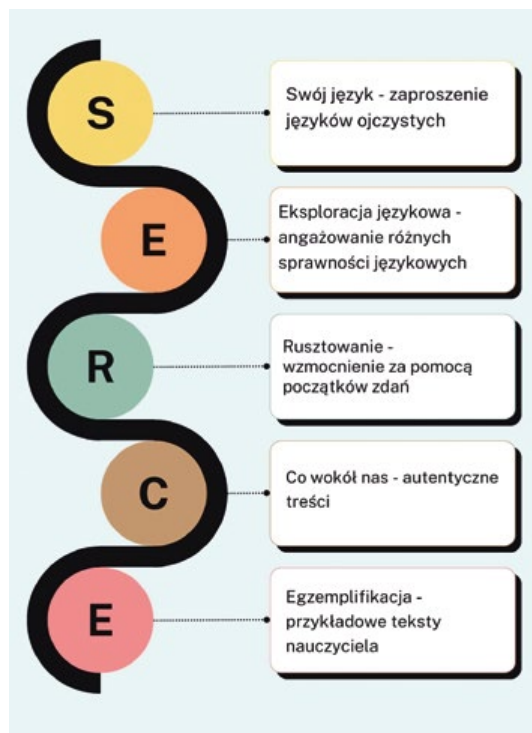 S
Swój język - zaproszenie
języków ojczystych
E
Eksploracja językowa -
angażowanie różnych
sprawności językowych
R
Rusztowanie -
wzmocnienie za pomocą
początków zdań
C
Co wokół nas - autentyczne
treści
E
Egzemplifikacja -
przykładowe teksty
nauczyciela